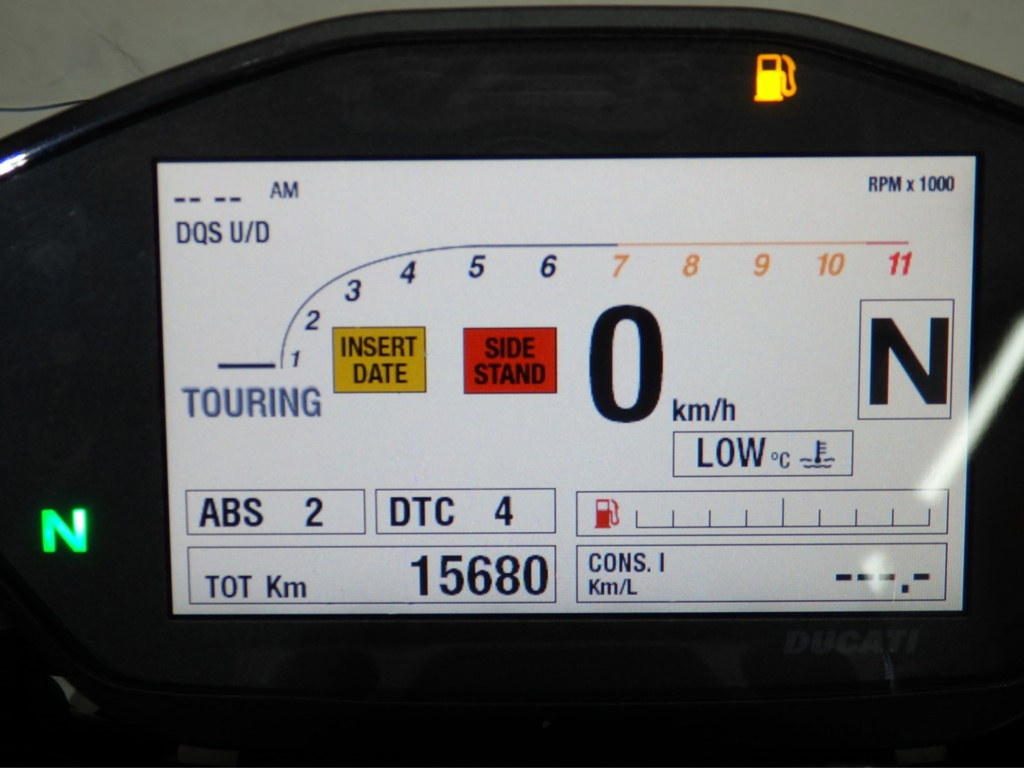 -- -- AM
RPM x 1000
DQS U/D
1 2 3 4 5 6 7 8 9 10 11
INSERT
DATE
SIDE
STAND
0 km/h
N
TOURING
LOW °C
N
ABS 2
DTC 4
TOT Km 15680
CONS. I
Km/L
---.-
DUCATI